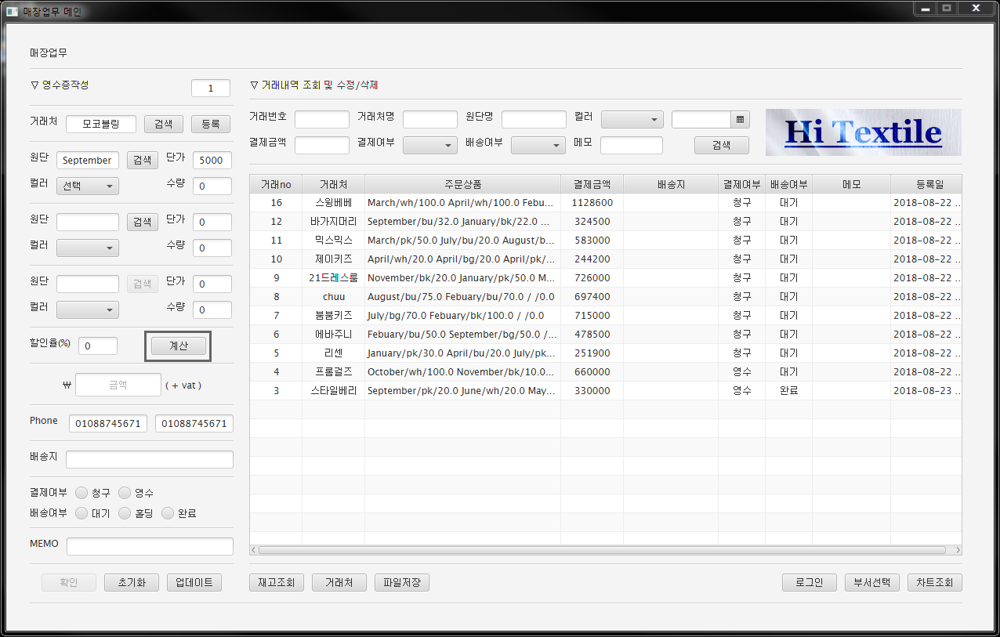 매장업무 메인
매장업무
▽ 영수증작성
1
거래처 모코블링 검색 등록
원단 September 검색 단가 5000
컬러 선택 수량 0
원단 검색 단가 0
컬러 수량 0
원단 검색 단가 0
컬러 수량 0
할인율(%) 0 계산
₩ 금액 ( + vat )
Phone 01088745671 01088745671
배송지
결제여부 청구 영수
배송여부 대기 홀딩 완료
MEMO
확인 초기화 업데이트
▽ 거래내역 조회 및 수정/삭제
거래번호 거래처명 원단명 컬러
결제금액 결제여부 배송여부 메모 검색
Hi Textile
거래no 거래처 주문상품 결제금액 배송지 결제여부 배송여부 메모 등록일
16 스윙베베 March/wh/100.0 April/wh/100.0 Febu... 1128600 청구 대기 2018-08-22 ...
12 바가지머리 September/bu/32.0 January/bk/22.0 ... 324500 청구 대기 2018-08-22 ...
11 믹스믹스 March/pk/50.0 July/bu/20.0 August/b... 583000 청구 대기 2018-08-22 ...
10 제이키즈 April/wh/20.0 April/bg/20.0 April/pk/... 244200 청구 대기 2018-08-22 ...
9 21드레스룸 November/bk/20.0 January/pk/50.0 M... 726000 청구 대기 2018-08-22 ...
8 chuu August/bu/75.0 Febuary/bu/70.0 / /0.0 697400 청구 대기 2018-08-22 ...
7 붐붐키즈 July/bg/70.0 Febuary/bk/100.0 / /0.0 715000 청구 대기 2018-08-22 ...
6 에바주니 Febuary/bu/50.0 September/bg/50.0 /... 478500 청구 대기 2018-08-22 ...
5 리센 January/pk/30.0 April/bu/20.0 July/pk... 251900 청구 대기 2018-08-22 ...
4 프롬걸즈 October/wh/100.0 November/bk/10.0... 660000 영수 대기 2018-08-22 ...
3 스타일베리 September/pk/20.0 June/wh/20.0 May... 330000 영수 완료 2018-08-23 ...
재고조회 거래처 파일저장 로그인 부서선택 차트조회